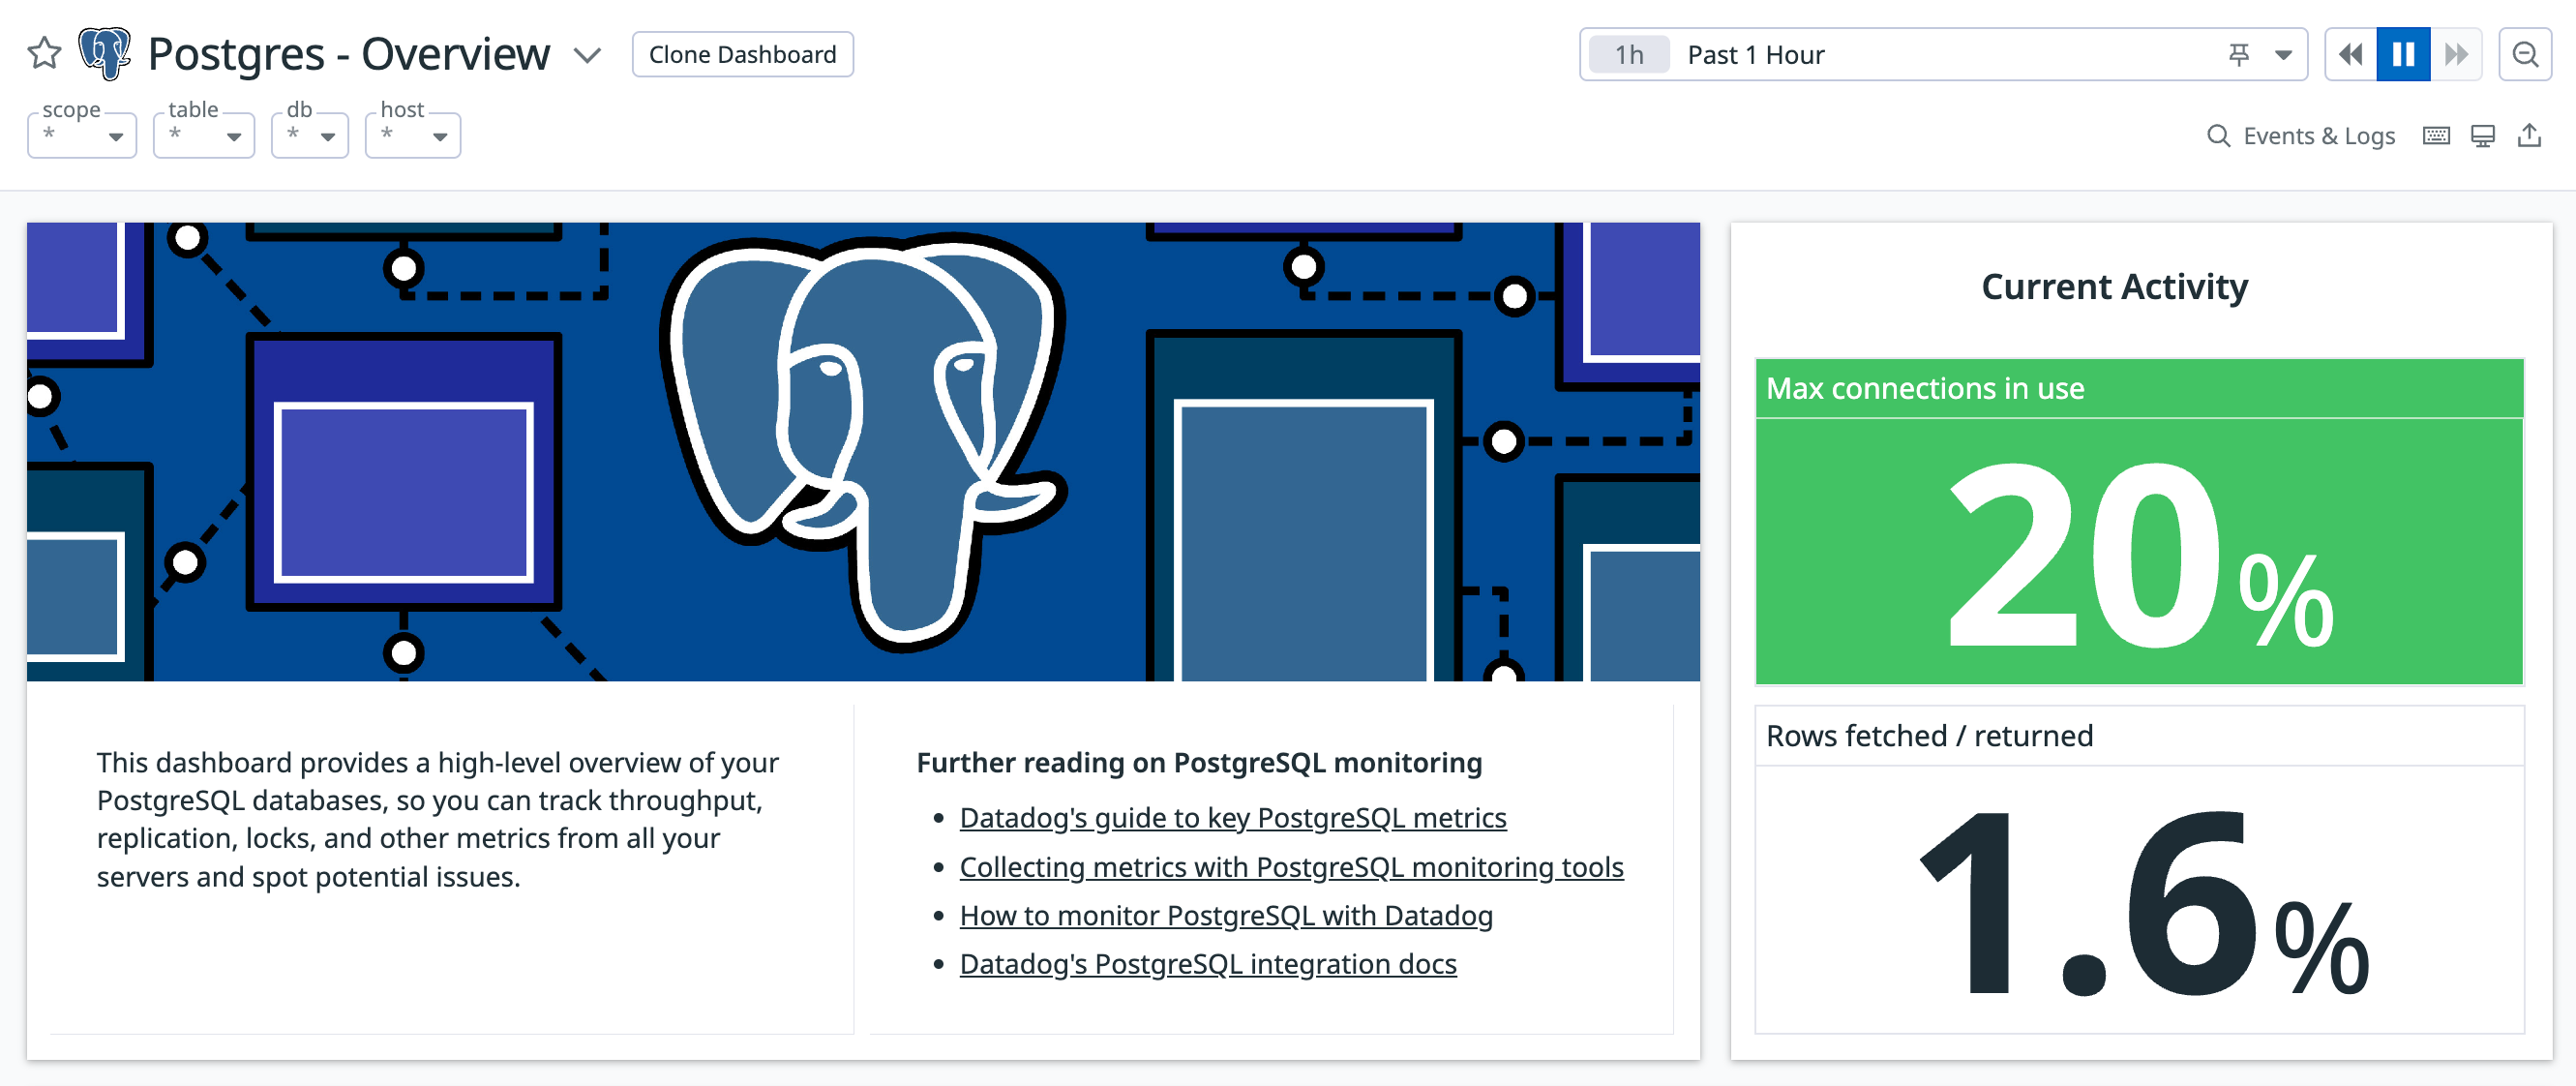 Postgres - Overview
Clone Dashboard
1h Past 1 Hour
scope table db host
* * * *
Events & Logs
This dashboard provides a high-level overview of your
PostgreSQL databases, so you can track throughput,
replication, locks, and other metrics from all your
servers and spot potential issues.
Further reading on PostgreSQL monitoring
• Datadog's guide to key PostgreSQL metrics
• Collecting metrics with PostgreSQL monitoring tools
• How to monitor PostgreSQL with Datadog
• Datadog's PostgreSQL integration docs
Current Activity
Max connections in use
20%
Rows fetched / returned
1.6%